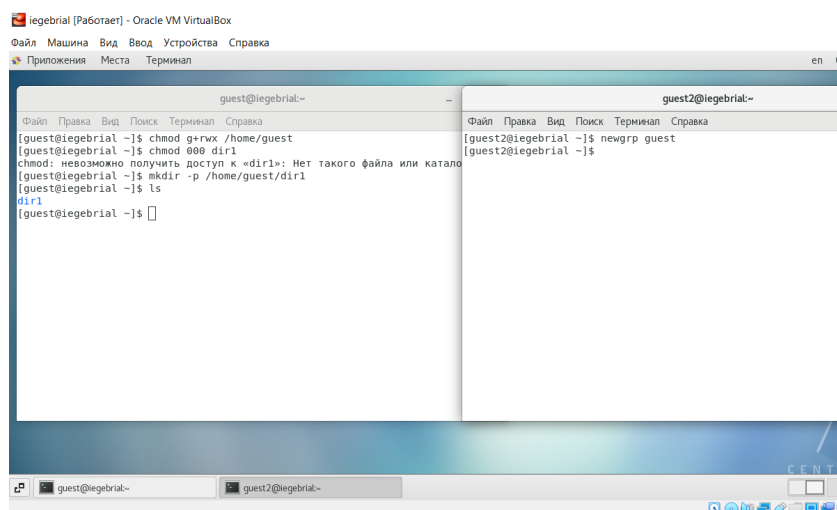 iegebrial [Работает] - Oracle VM VirtualBox
Файл Машина Вид Ввод Устройства Справка
Приложения Места Терминал en
guest@iegebrial:~
Файл Правка Вид Поиск Терминал Справка
[guest@iegebrial ~]$ chmod g+rwx /home/guest
[guest@iegebrial ~]$ chmod 000 dir1
chmod: невозможно получить доступ к «dir1»: Нет такого файла или катало
[guest@iegebrial ~]$ mkdir -p /home/guest/dir1
[guest@iegebrial ~]$ ls
dir1
[guest@iegebrial ~]$
guest2@iegebrial:~
Файл Правка Вид Поиск Терминал Справка
[guest2@iegebrial ~]$ newgrp guest
[guest2@iegebrial ~]$
CENT
guest@iegebrial:~ guest2@iegebrial:~